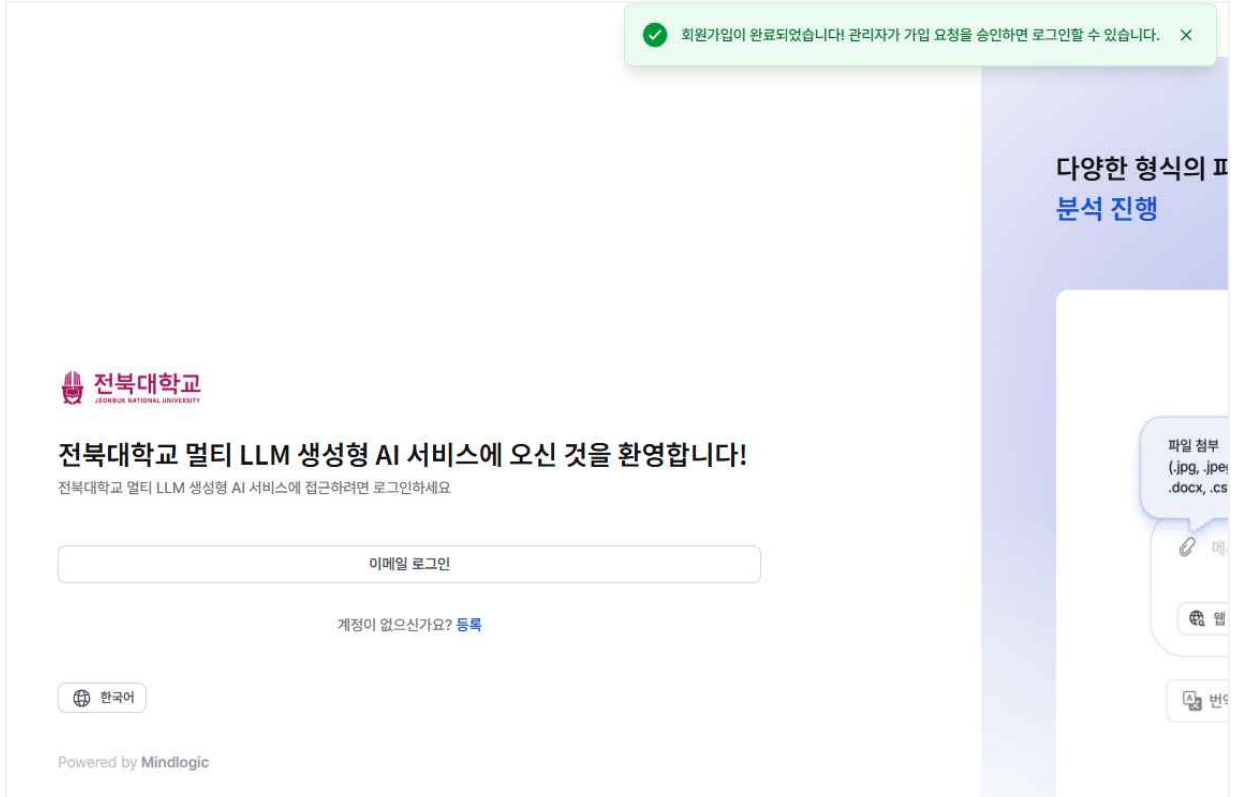 회원가입이 완료되었습니다! 관리자가 가입 요청을 승인하면 로그인할 수 있습니다.
다양한 형식의
분석 진행
전북대학교
JEONBUK NATIONAL UNIVERSITY
전북대학교 멀티 LLM 생성형 AI 서비스에 오신 것을 환영합니다!
전북대학교 멀티 LLM 생성형 AI 서비스에 접근하려면 로그인하세요
이메일 로그인
계정이 없으신가요? 등록
한국어
Powered by Mindlogic
파일 첨부
(.jpg, .jpe
.docx, .cs
웹